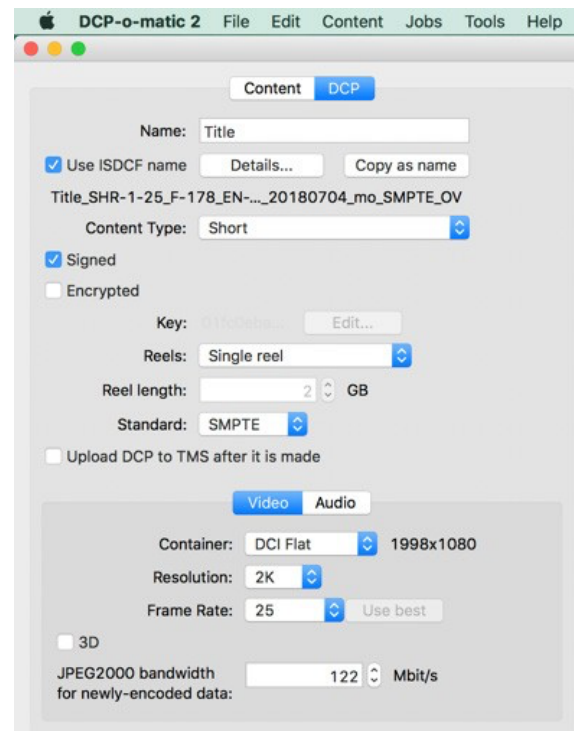 DCP-o-matic 2 File Edit Content Jobs Tools Help
Content DCP
Name: Title
Use ISDCF name Details... Copy as name
Title_SHR-1-25_F-178_EN-..._20180704_mo_SMPTE_OV
Content Type: Short
Signed
Encrypted
Key: Edit...
Reels: Single reel
Reel length: 2 GB
Standard: SMPTE
Upload DCP to TMS after it is made
Video Audio
Container: DCI Flat 1998x1080
Resolution: 2K
Frame Rate: 25 Use best
3D
JPEG2000 bandwidth
for newly-encoded data: 122 Mbit/s